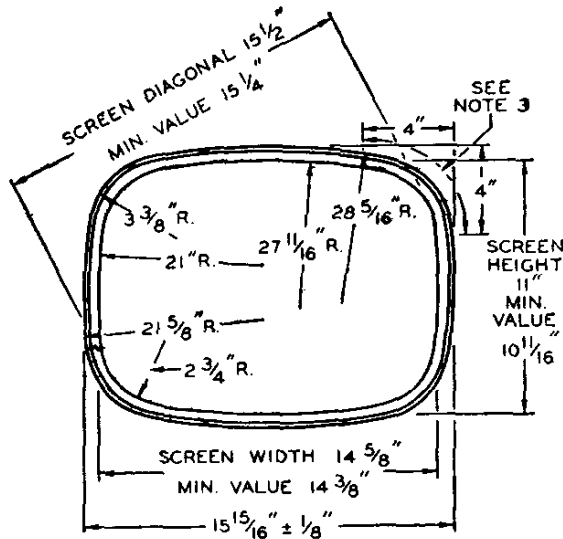 SCREEN DIAGONAL 15 1/2"
MIN. VALUE 15 1/4"
SEE
NOTE 3
4"
4"
3 3/8" R.
28 5/16" R.
27 11/16" R.
21" R.
SCREEN
HEIGHT
11"
MIN.
VALUE
10 11/16"
21 5/8" R.
2 3/4" R.
SCREEN WIDTH 14 5/8"
MIN. VALUE 14 3/8"
15 15/16" ± 1/8"